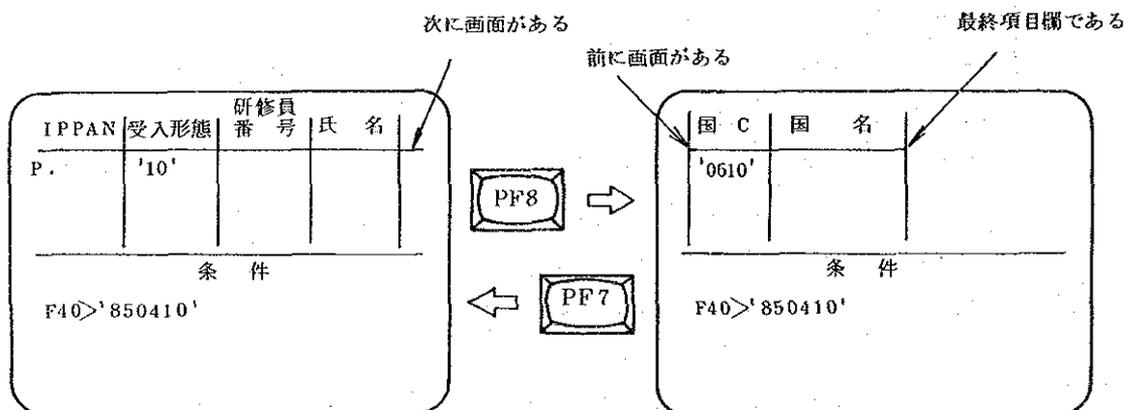 次に画面がある
最終項目欄である
前に画面がある
IPPAN 受入形態 研修員番号 氏名
P. '10'
条件
F40>'850410'
PF8
PF7
国C 国名
'0610'
条件
F40>'850410'